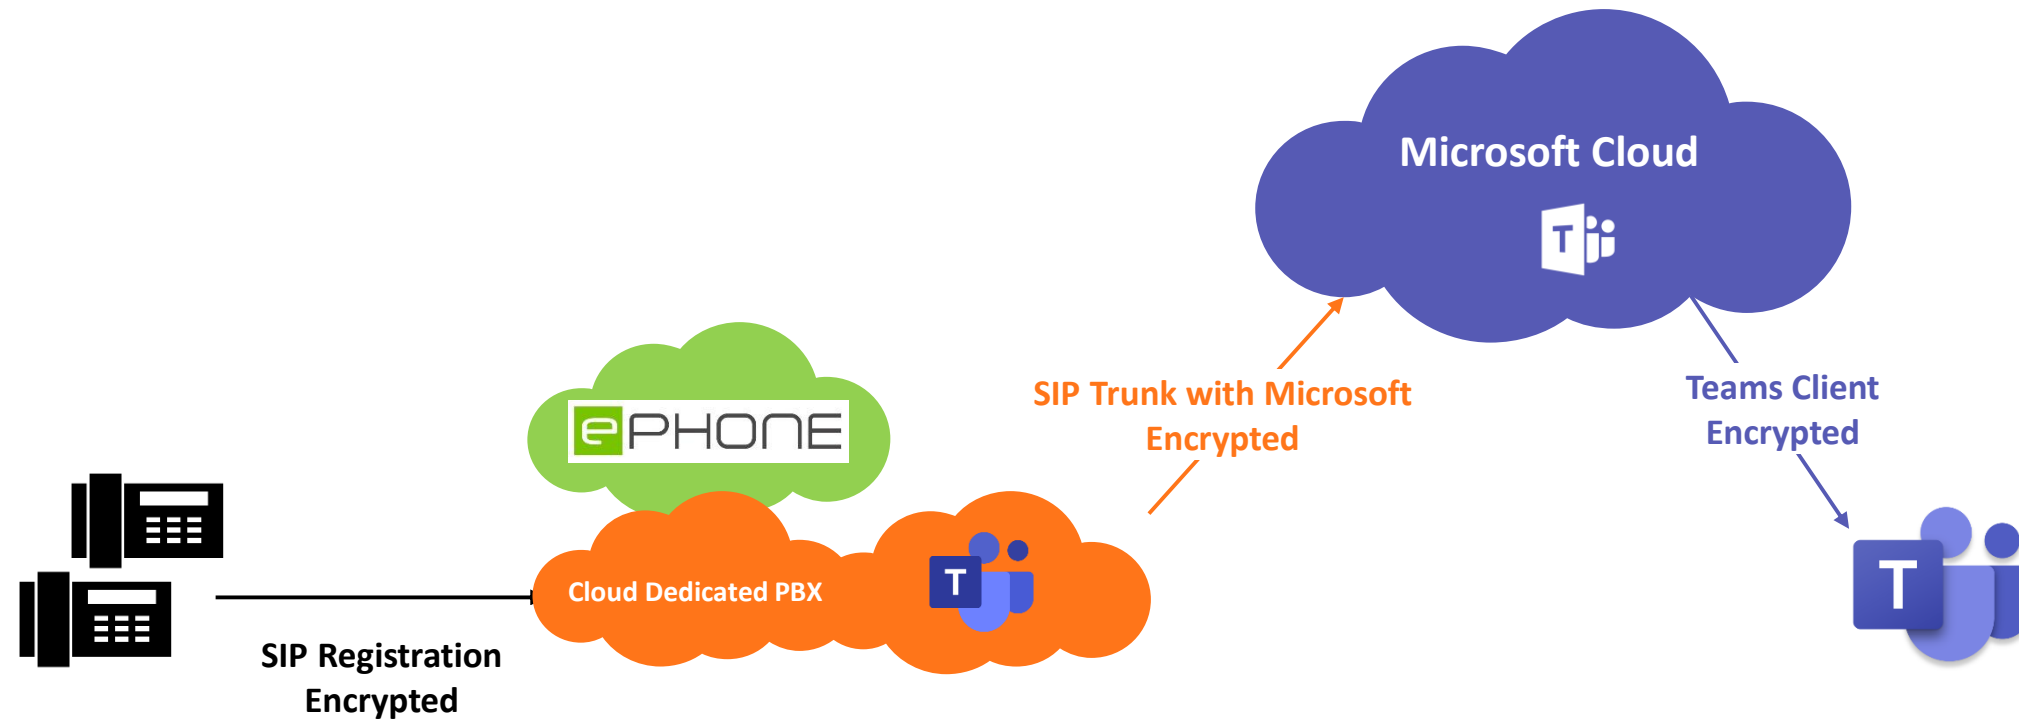 Microsoft Cloud
T
ePHONE
SIP Trunk with Microsoft
Encrypted
Teams Client
Encrypted
Cloud Dedicated PBX
T
T
SIP Registration
Encrypted